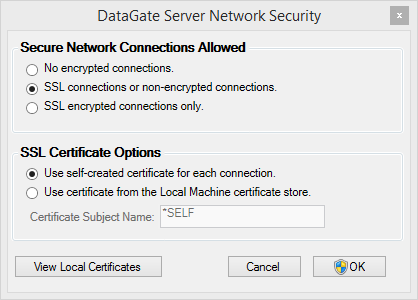 DataGate Server Network Security
x
Secure Network Connections Allowed
No encrypted connections.
SSL connections or non-encrypted connections.
SSL encrypted connections only.
SSL Certificate Options
Use self-created certificate for each connection.
Use certificate from the Local Machine certificate store.
Certificate Subject Name: *SELF
View Local Certificates Cancel OK